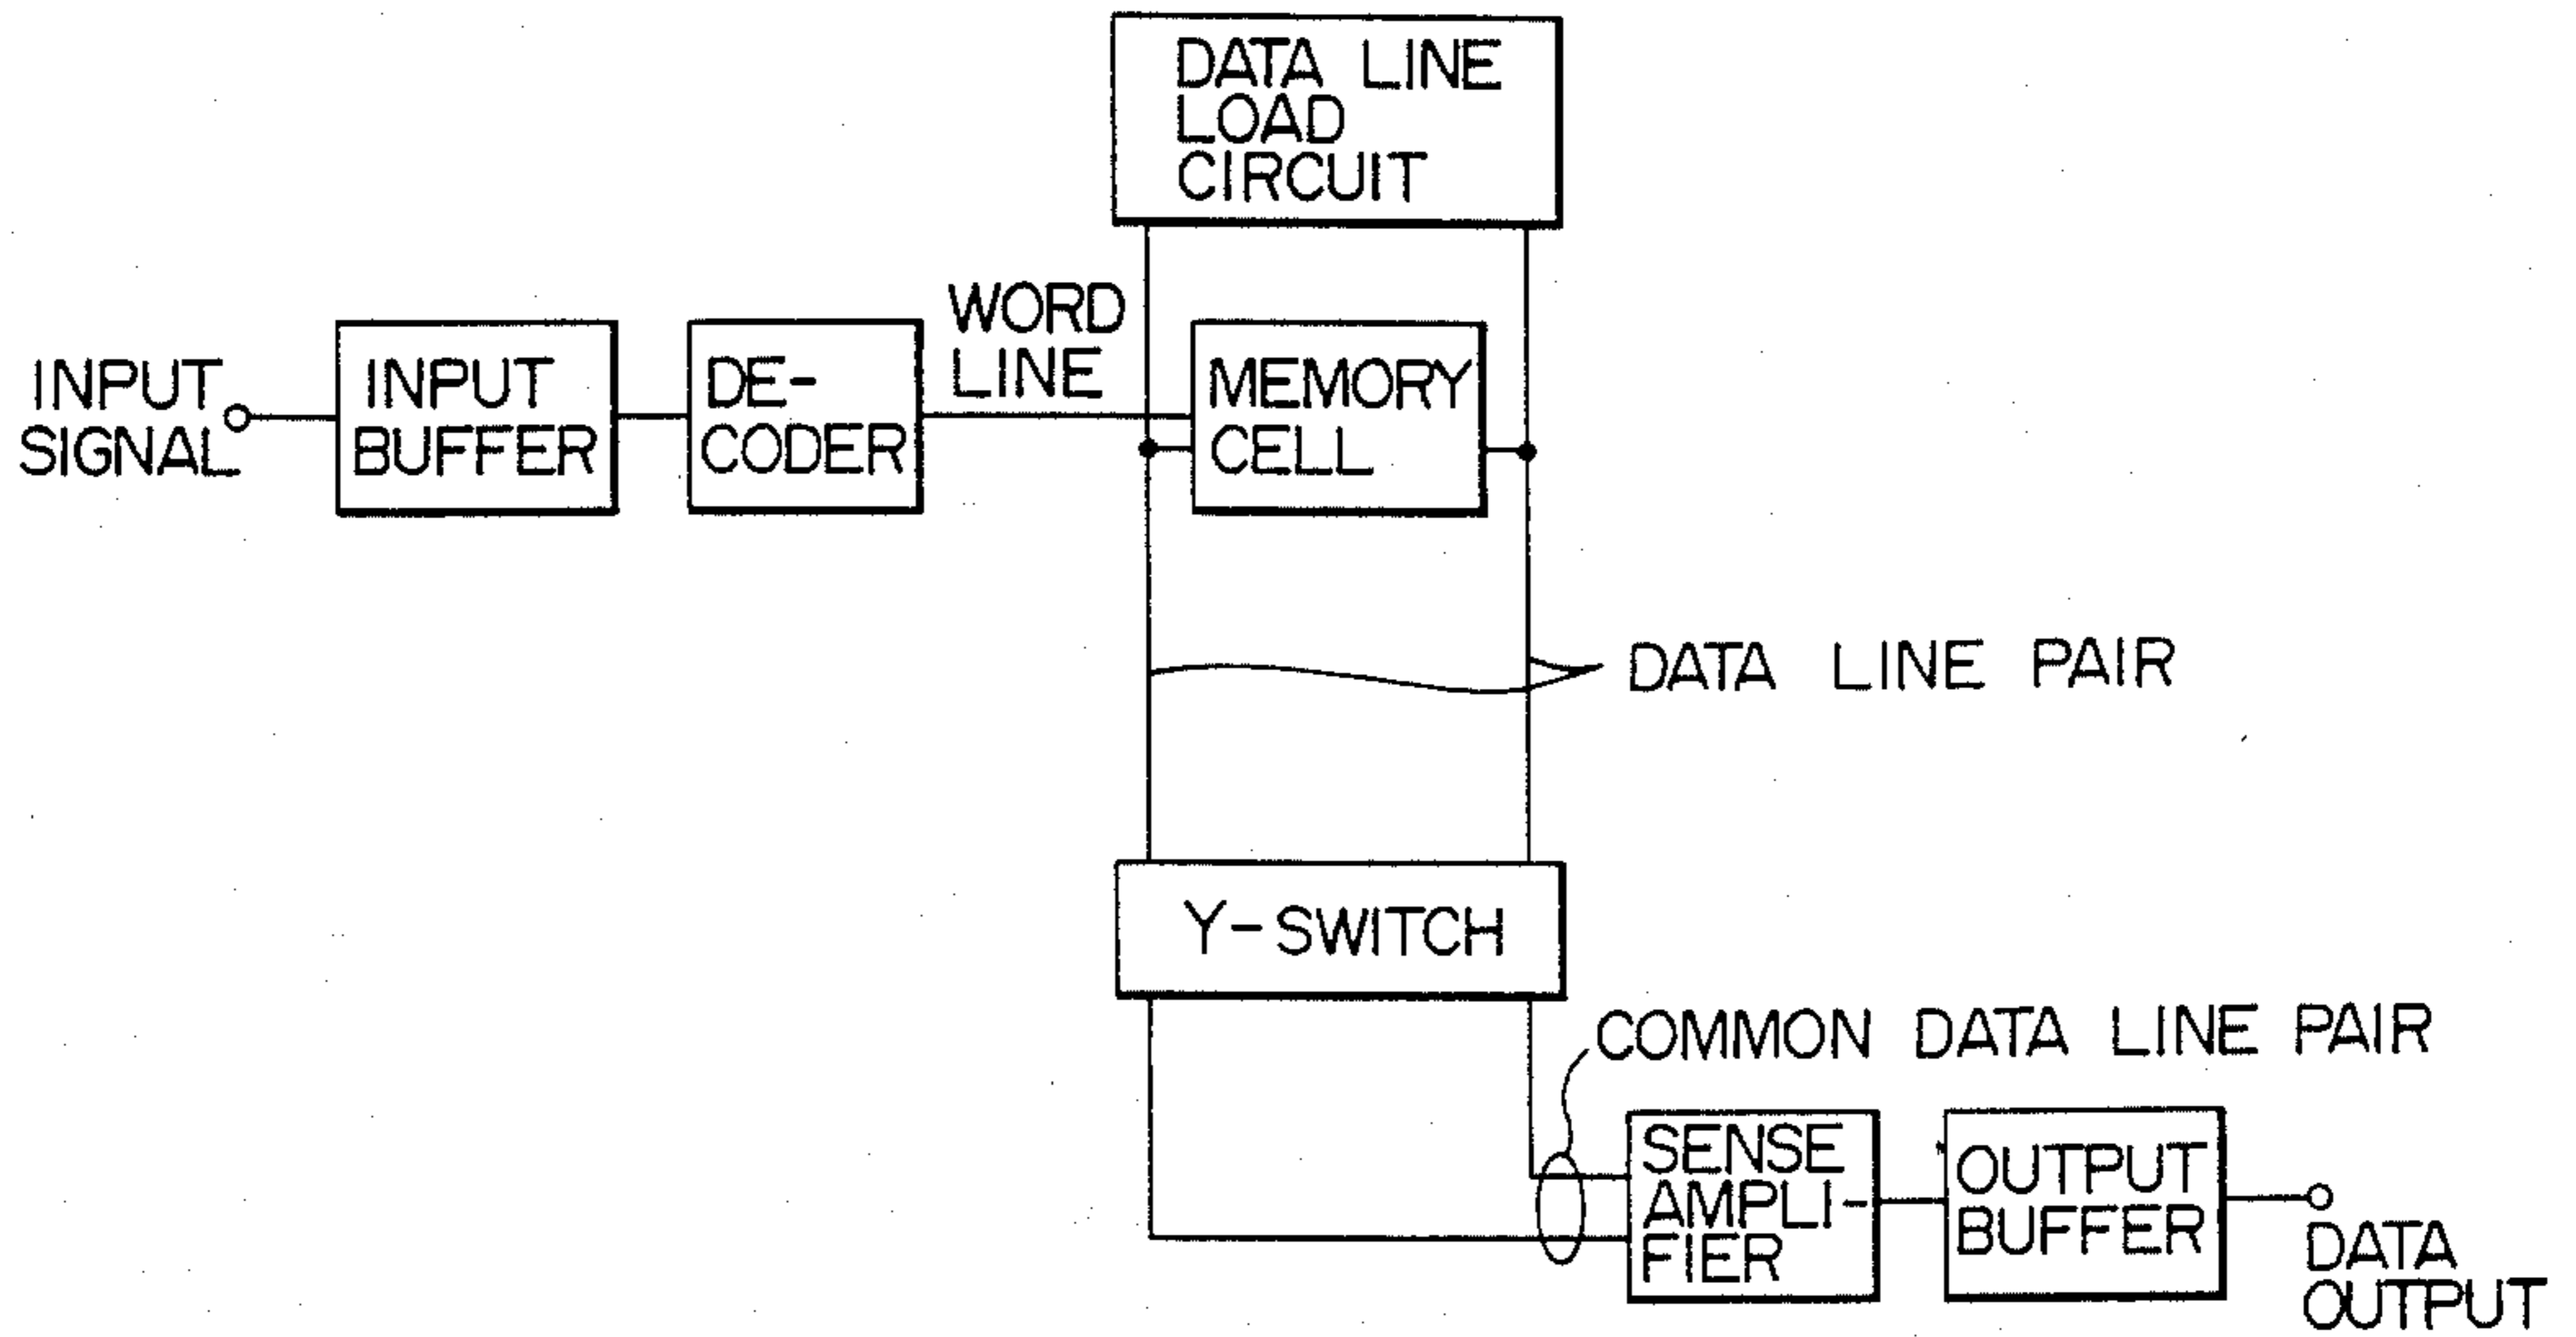 DATA LINE
LOAD
CIRCUIT
WORD
LINE
INPUT
SIGNAL
INPUT
BUFFER
DE-
CODER
MEMORY
CELL
DATA LINE PAIR
Y-SWITCH
COMMON DATA LINE PAIR
SENSE
AMPLI-
FIER
OUTPUT
BUFFER
DATA
OUTPUT